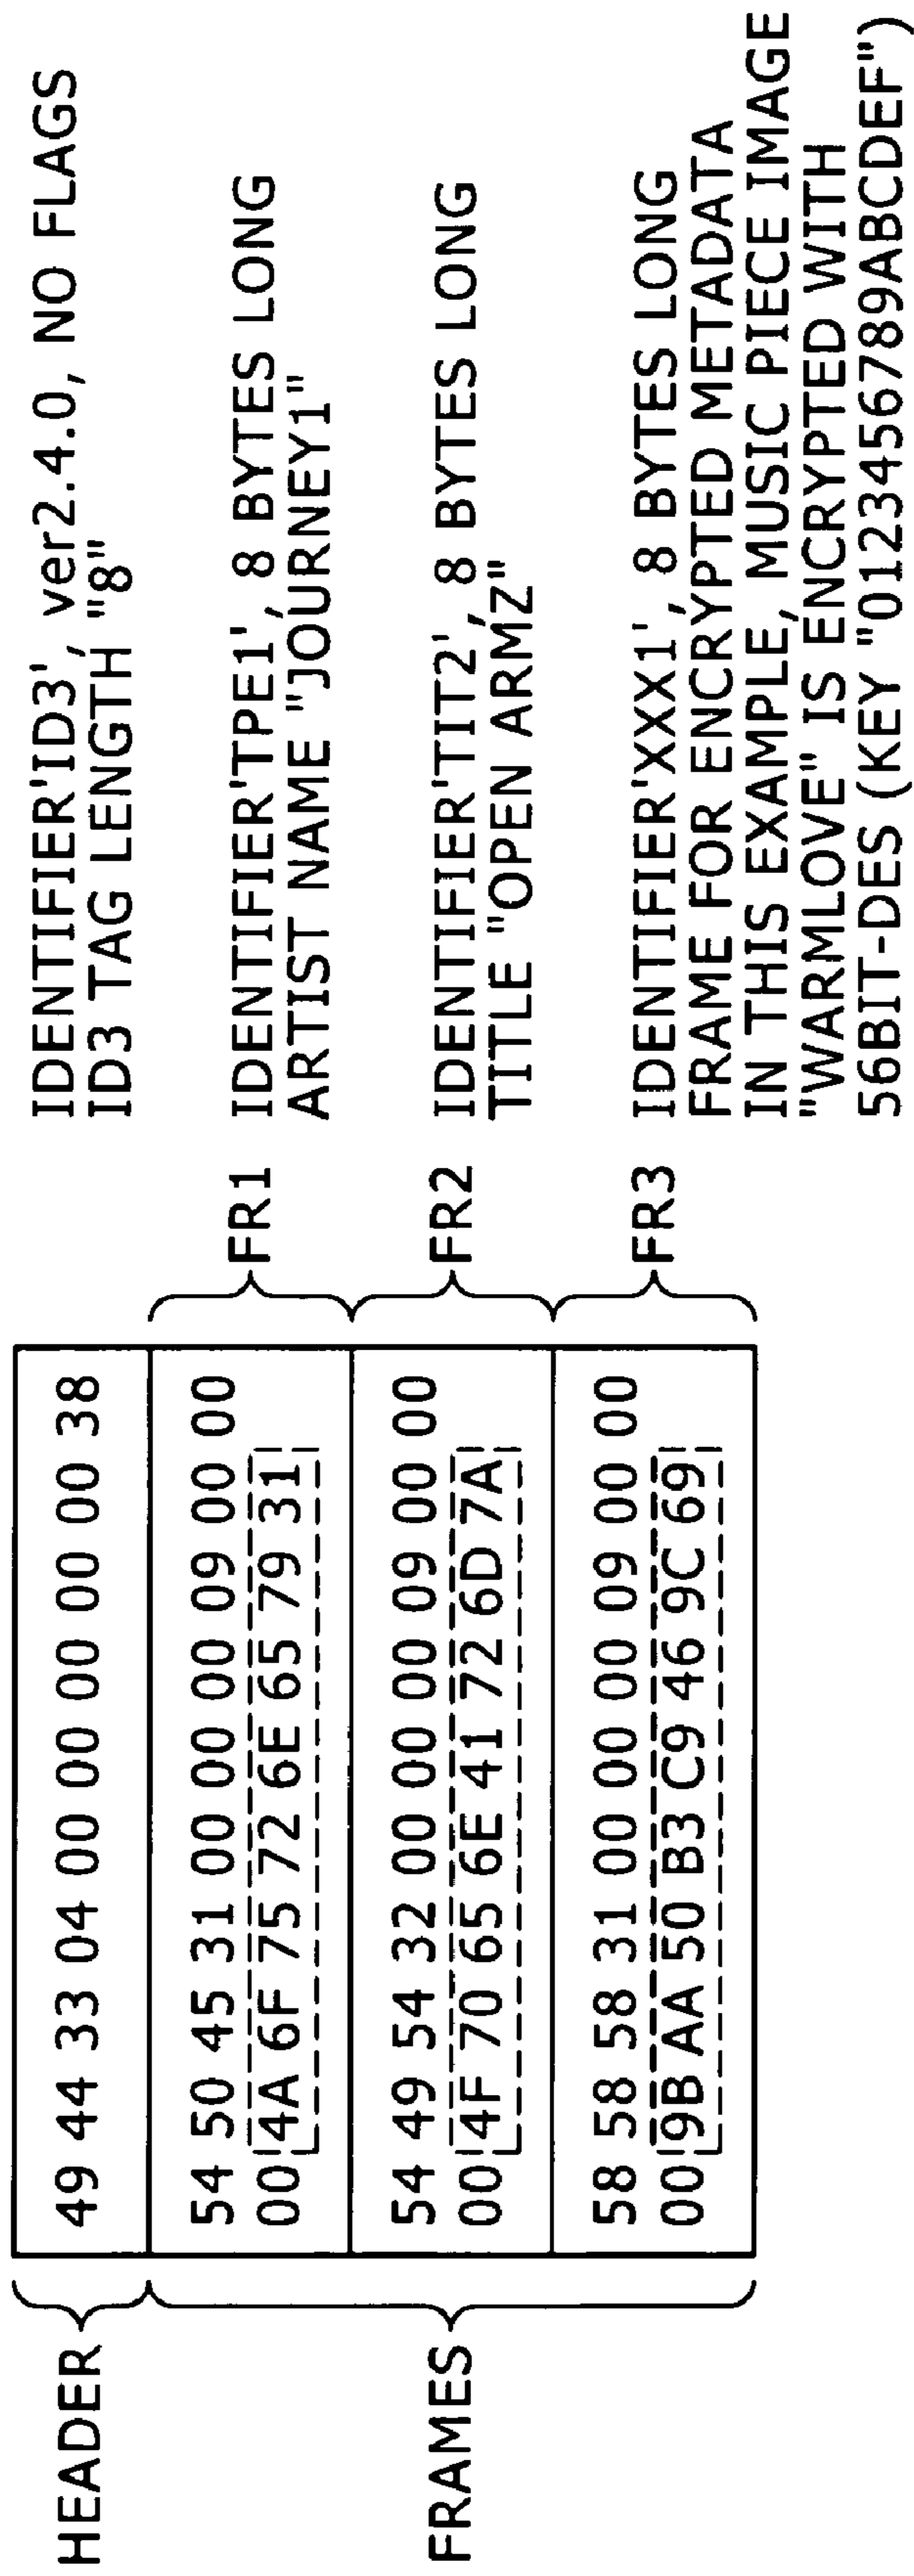 HEADER
49 44 33 04 00 00 00 00 00 38
IDENTIFIER'ID3', ver2.4.0, NO FLAGS
ID3 TAG LENGTH "8"
FRAMES
54 50 45 31 00 00 00 09 00 00
00 4A 6F 75 72 6E 65 79 31
FR1
IDENTIFIER'TPE1', 8 BYTES LONG
ARTIST NAME "JOURNEY1"
54 49 54 32 00 00 00 09 00 00
00 4F 70 65 6E 41 72 6D 7A
FR2
IDENTIFIER'TIT2', 8 BYTES LONG
TITLE "OPEN ARMZ"
58 58 58 31 00 00 00 09 00 00
00 9B AA 50 B3 C9 46 9C 69
FR3
IDENTIFIER'XXX1', 8 BYTES LONG
FRAME FOR ENCRYPTED METADATA
IN THIS EXAMPLE, MUSIC PIECE IMAGE
"WARMLOVE" IS ENCRYPTED WITH
56BIT-DES (KEY "0123456789ABCDEF")